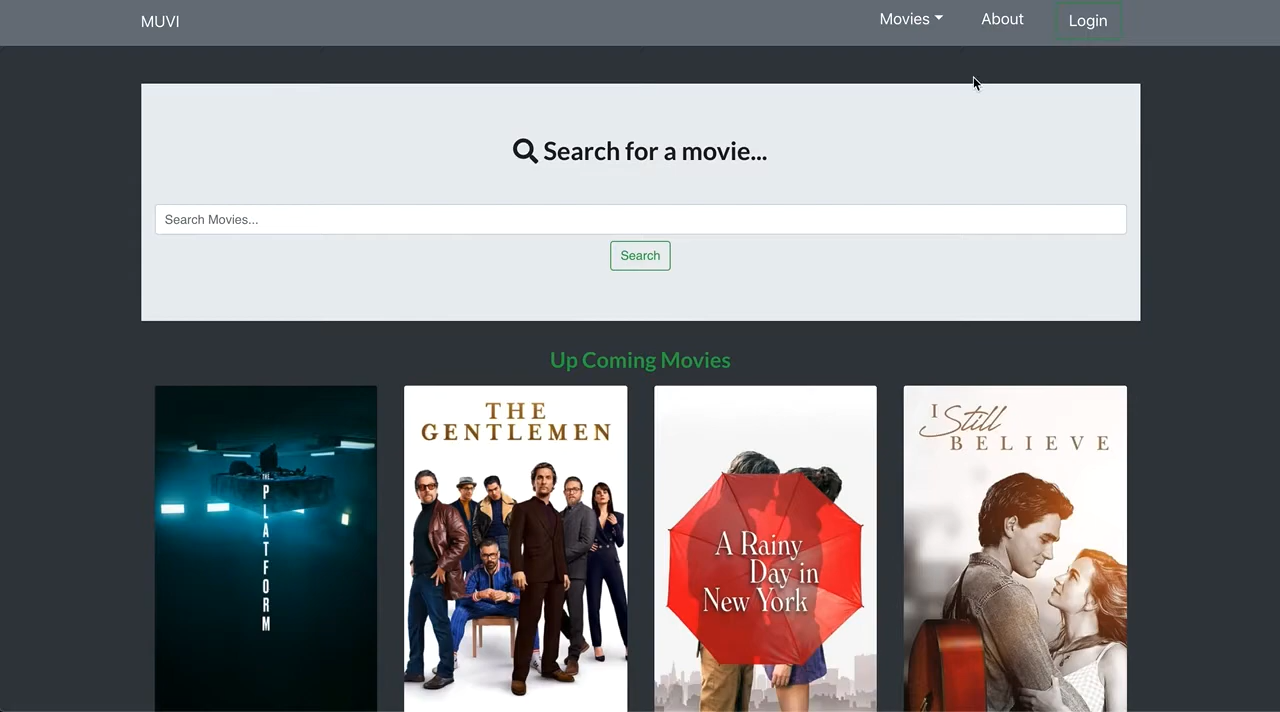 MUVI
Movies
About
Login
Search for a movie...
Search Movies...
Search
Up Coming Movies
THE
PLATFORM
THE
GENTLEMEN
A Rainy
Day in
New York
I Still
BELIEVE